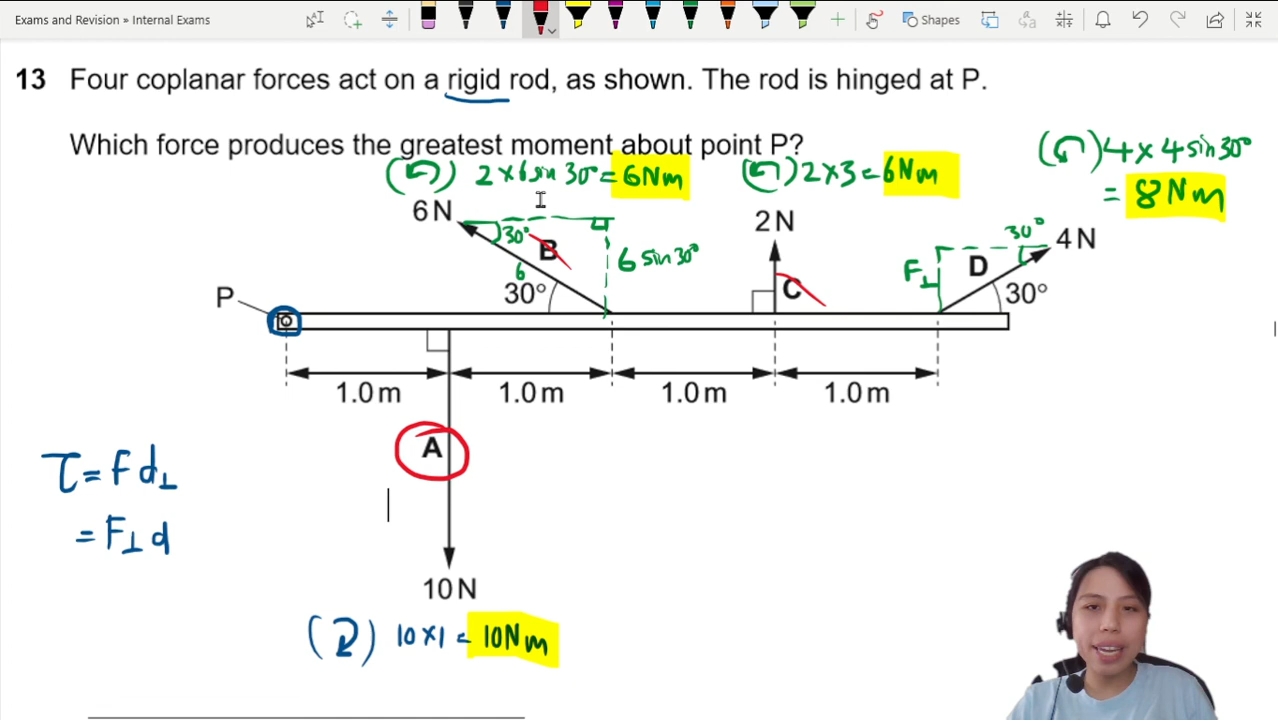 Exams and Revision » Internal Exams
Shapes
13 Four coplanar forces act on a rigid rod, as shown. The rod is hinged at P.
Which force produces the greatest moment about point P?
2 × 6 sin 30° = 6Nm
2 × 3 = 6Nm
4 × 4 sin 30°
= 8Nm
6 N
2 N
4 N
30°
B
6 sin 30°
6
30°
C
F⊥
D
30°
30°
P
1.0 m
1.0 m
1.0 m
1.0 m
A
τ = F d⊥
= F⊥ d
10 N
10 × 1 = 10Nm